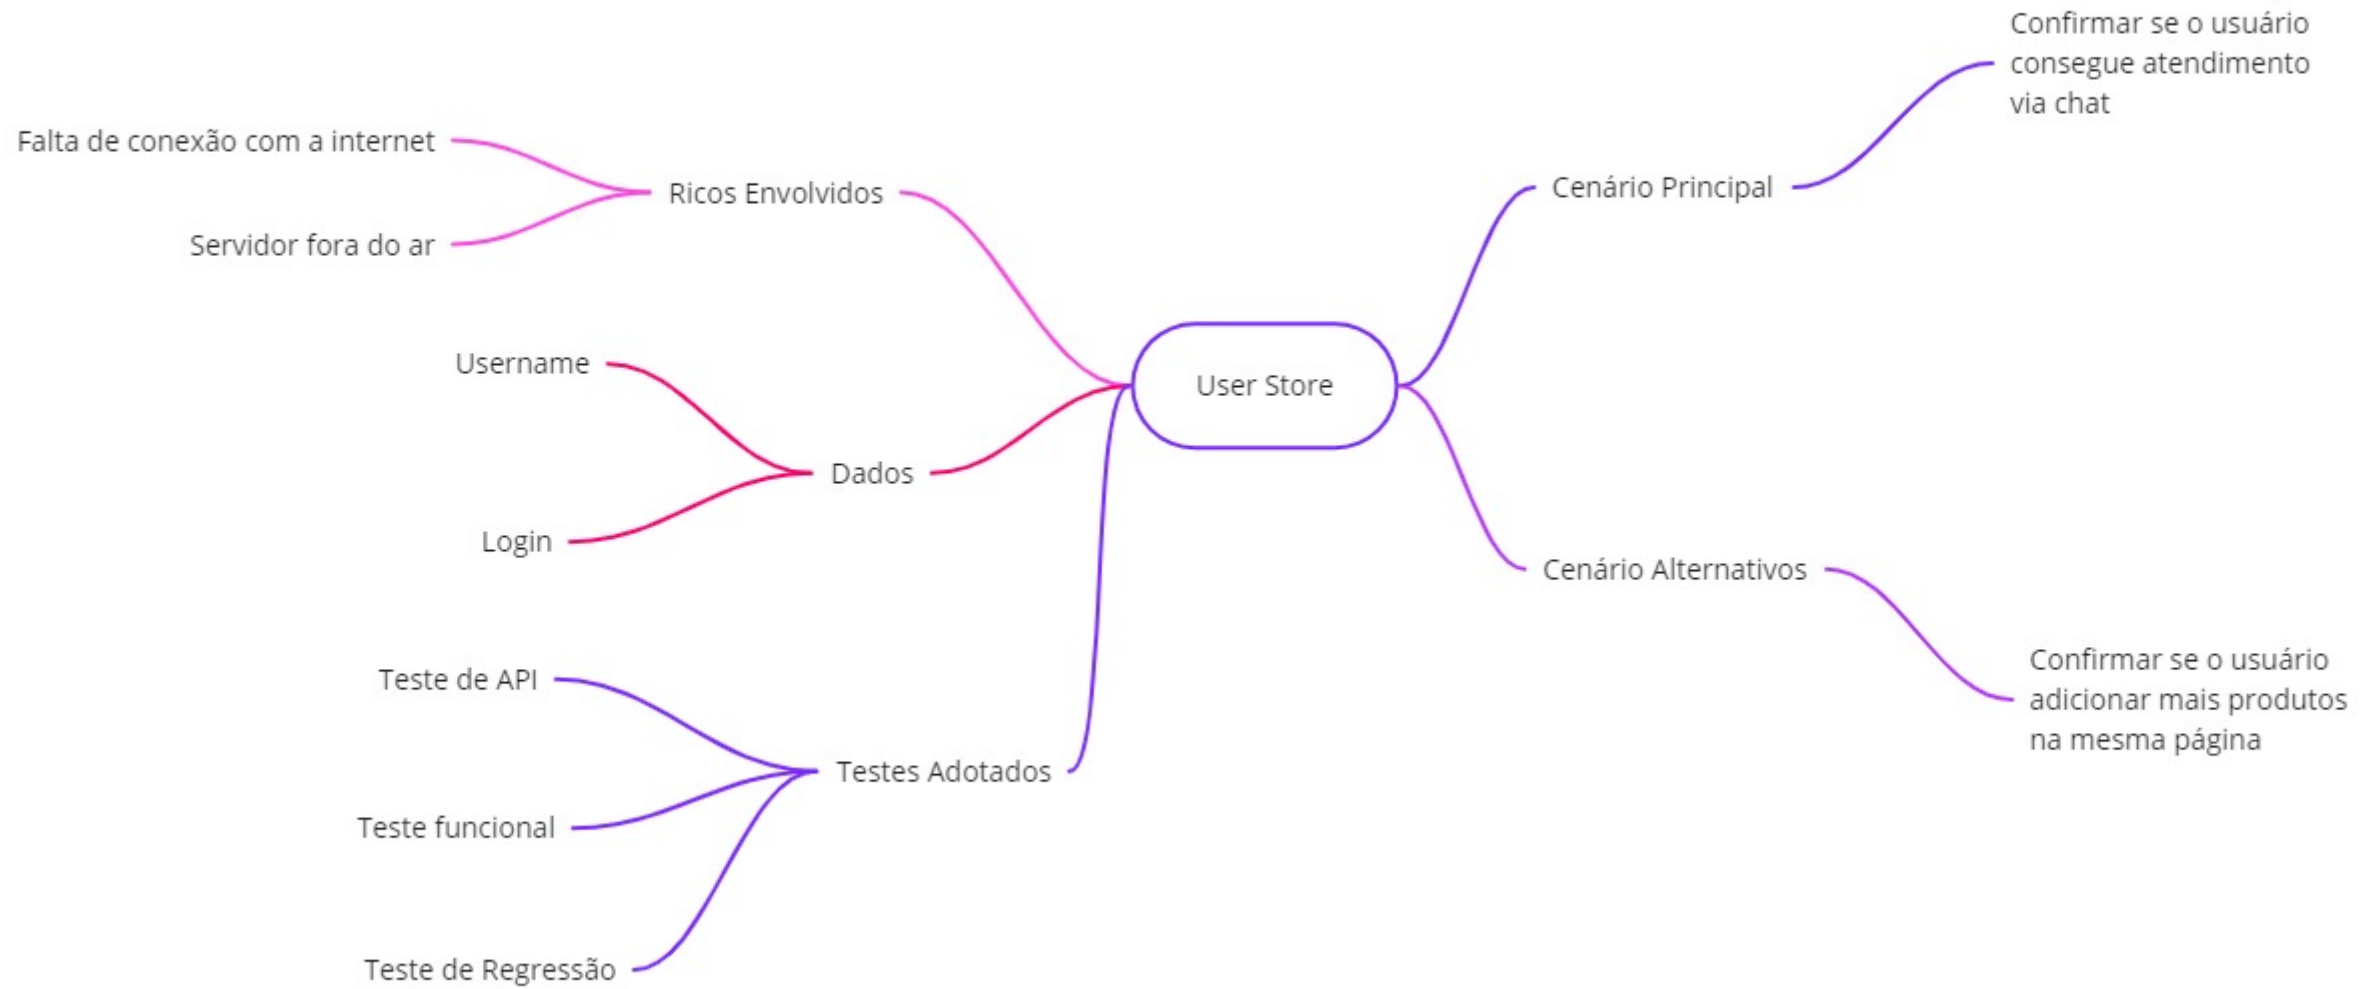 Confirmar se o usuário
consegue atendimento
via chat
Falta de conexão com a internet
Ricos Envolvidos
Cenário Principal
Servidor fora do ar
Username
User Store
Dados
Login
Cenário Alternativos
Confirmar se o usuário
adicionar mais produtos
na mesma página
Teste de API
Testes Adotados
Teste funcional
Teste de Regressão